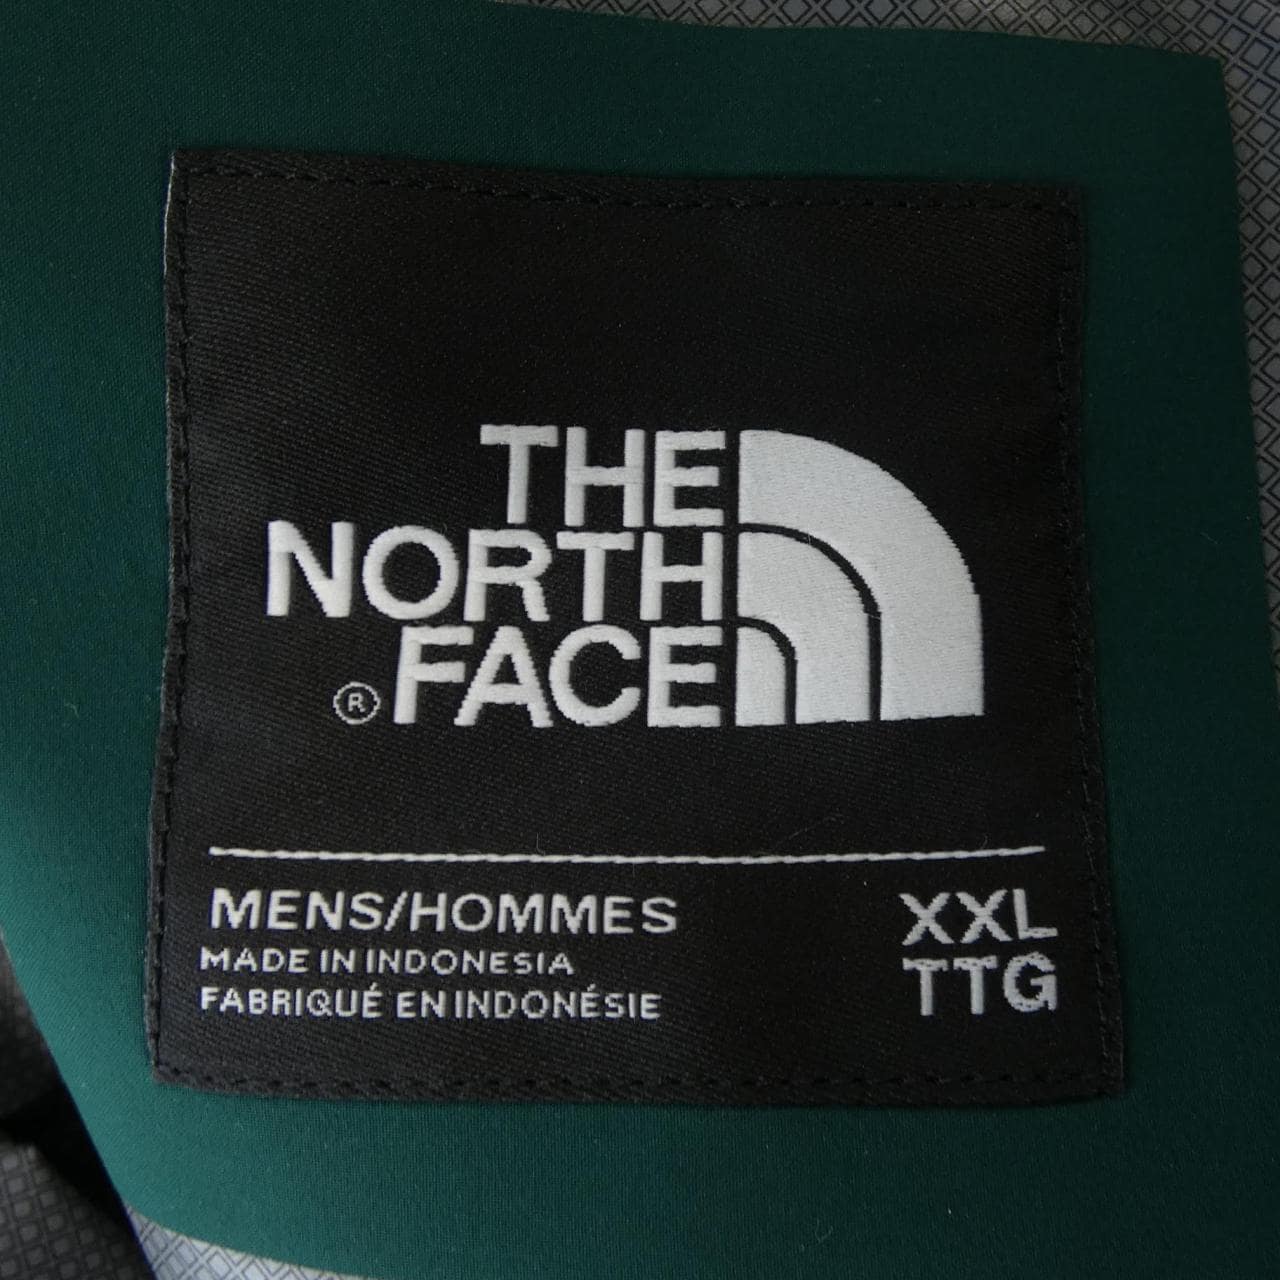 THE
NORTH
® FACE
MENS/HOMMES
MADE IN INDONESIA
FABRIQUÉ EN INDONÉSIE
XXL
TTG